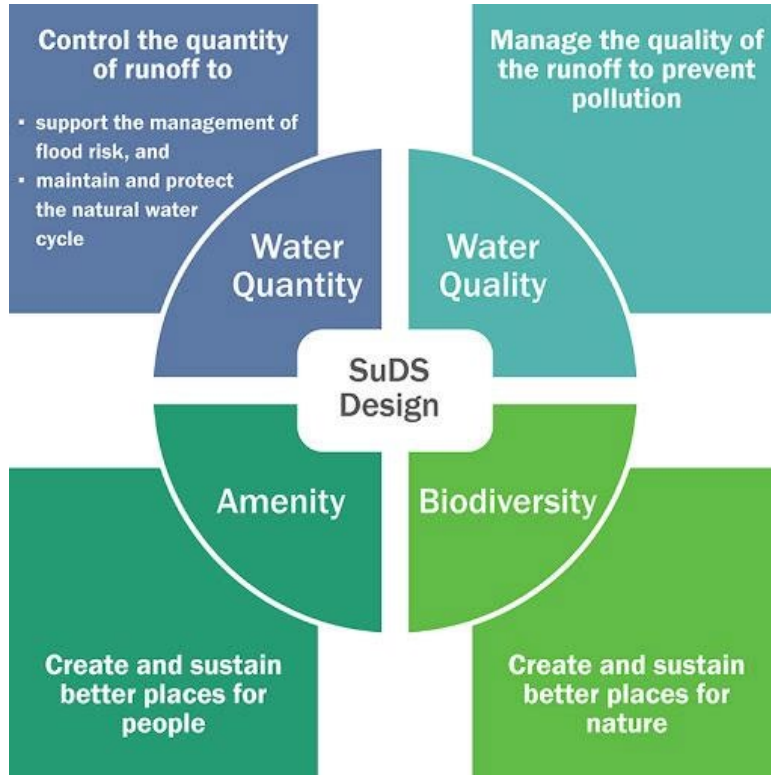 Control the quantity
of runoff to
▪ support the management of
flood risk, and
▪ maintain and protect
the natural water
cycle
Manage the quality of
the runoff to prevent
pollution
Water
Quantity
Water
Quality
SuDS
Design
Amenity
Biodiversity
Create and sustain
better places for
people
Create and sustain
better places for
nature